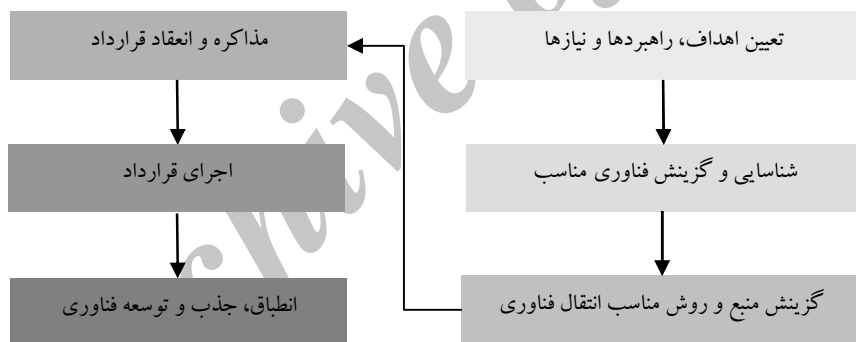 تعیین اهداف، راهبردها و نیازها
شناسایی و گزینش فناوری مناسب
گزینش منبع و روش مناسب انتقال فناوری
مذاکره و انعقاد قرارداد
اجرای قرارداد
انطباق، جذب و توسعه فناوری